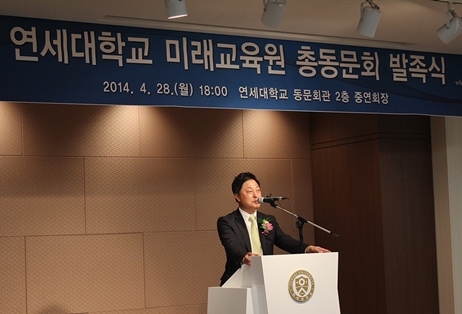 연세대학교 미래교육원 총동문회 발족식
2014. 4. 28.(월) 18:00 연세대학교 동문회관 2층 중연회장